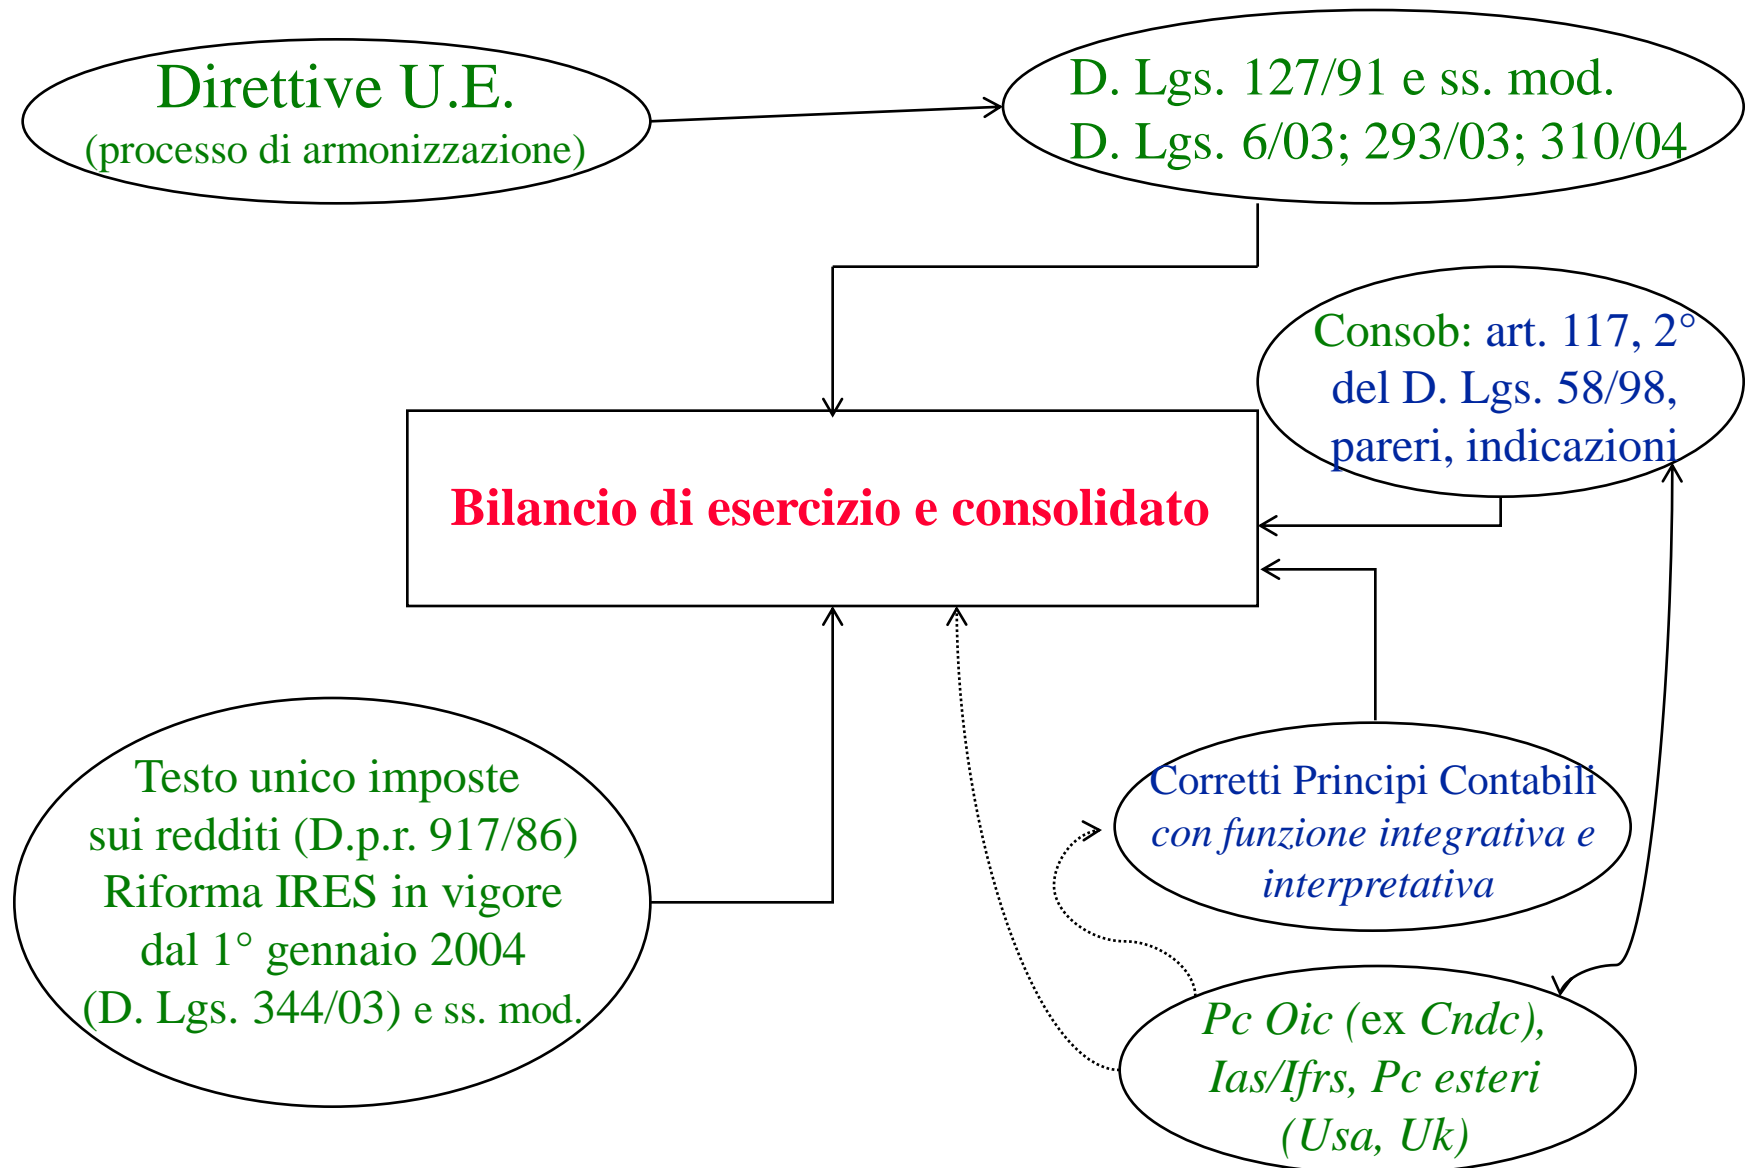 Direttive U.E.
(processo di armonizzazione)
D. Lgs. 127/91 e ss. mod.
D. Lgs. 6/03; 293/03; 310/04
Consob: art. 117, 2°
del D. Lgs. 58/98,
pareri, indicazioni
Bilancio di esercizio e consolidato
Testo unico imposte
sui redditi (D.p.r. 917/86)
Riforma IRES in vigore
dal 1° gennaio 2004
(D. Lgs. 344/03) e ss. mod.
Corretti Principi Contabili
con funzione integrativa e
interpretativa
Pc Oic (ex Cndc),
Ias/Ifrs, Pc esteri
(Usa, Uk)